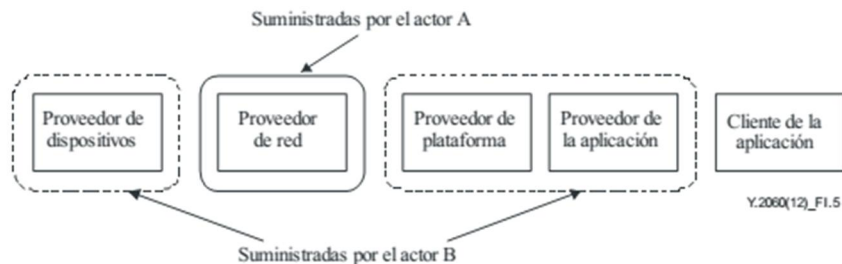 Suministradas por el actor A
Proveedor de
dispositivos
Proveedor
de red
Proveedor de
plataforma
Proveedor de
la aplicación
Cliente de la
aplicación
Y.2060(12)_FI.5
Suministradas por el actor B